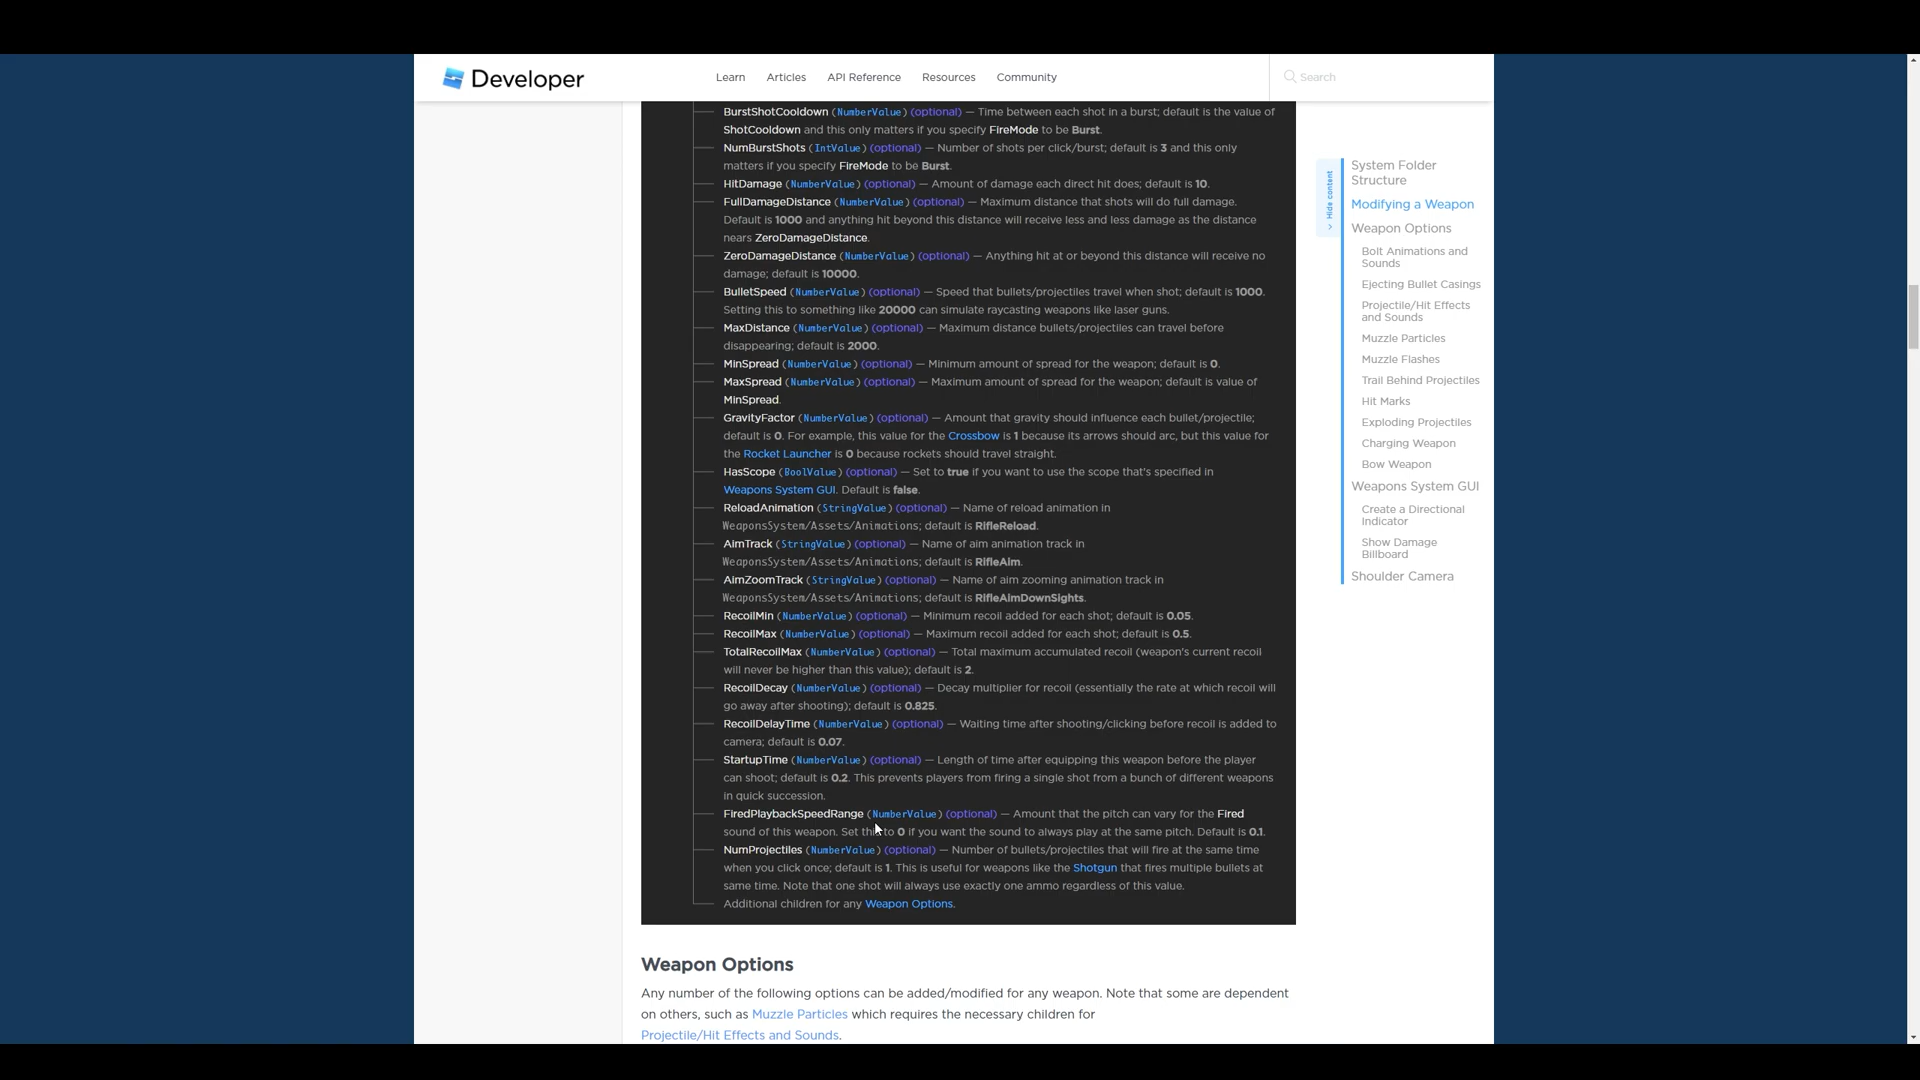 Developer
Learn
Articles
API Reference
Resources
Community
Search
BurstShotCooldown (NumberValue) (optional) — Time between each shot in a burst; default is the value of
ShotCooldown and this only matters if you specify FireMode to be Burst.
NumBurstShots (IntValue) (optional) — Number of shots per click/burst; default is 3 and this only
matters if you specify FireMode to be Burst.
HitDamage (NumberValue) (optional) — Amount of damage each direct hit does; default is 10.
FullDamageDistance (NumberValue) (optional) — Maximum distance that shots will do full damage.
Default is 1000 and anything hit beyond this distance will receive less and less damage as the distance
nears ZeroDamageDistance.
ZeroDamageDistance (NumberValue) (optional) — Anything hit at or beyond this distance will receive no
damage; default is 10000.
BulletSpeed (NumberValue) (optional) — Speed that bullets/projectiles travel when shot; default is 1000.
Setting this to something like 20000 can simulate raycasting weapons like laser guns.
MaxDistance (NumberValue) (optional) — Maximum distance bullets/projectiles can travel before
disappearing; default is 2000.
MinSpread (NumberValue) (optional) — Minimum amount of spread for the weapon; default is 0.
MaxSpread (NumberValue) (optional) — Maximum amount of spread for the weapon; default is value of
MinSpread.
GravityFactor (NumberValue) (optional) — Amount that gravity should influence each bullet/projectile;
default is 0. For example, this value for the Crossbow is 1 because its arrows should arc, but this value for
the Rocket Launcher is 0 because rockets should travel straight.
HasScope (BoolValue) (optional) — Set to true if you want to use the scope that's specified in
Weapons System GUI. Default is false.
ReloadAnimation (StringValue) (optional) — Name of reload animation in
WeaponsSystem/Assets/Animations; default is RifleReload.
AimTrack (StringValue) (optional) — Name of aim animation track in
WeaponsSystem/Assets/Animations; default is RifleAim.
AimZoomTrack (StringValue) (optional) — Name of aim zooming animation track in
WeaponsSystem/Assets/Animations; default is RifleAimDownSights.
RecoilMin (NumberValue) (optional) — Minimum recoil added for each shot; default is 0.05.
RecoilMax (NumberValue) (optional) — Maximum recoil added for each shot; default is 0.5.
TotalRecoilMax (NumberValue) (optional) — Total maximum accumulated recoil (weapon's current recoil
will never be higher than this value); default is 2.
RecoilDecay (NumberValue) (optional) — Decay multiplier for recoil (essentially the rate at which recoil will
go away after shooting); default is 0.825.
RecoilDelayTime (NumberValue) (optional) — Waiting time after shooting/clicking before recoil is added to
camera; default is 0.07.
StartupTime (NumberValue) (optional) — Length of time after equipping this weapon before the player
can shoot; default is 0.2. This prevents players from firing a single shot from a bunch of different weapons
in quick succession.
FiredPlaybackSpeedRange (NumberValue) (optional) — Amount that the pitch can vary for the Fired
sound of this weapon. Set this to 0 if you want the sound to always play at the same pitch. Default is 0.1.
NumProjectiles (NumberValue) (optional) — Number of bullets/projectiles that will fire at the same time
when you click once; default is 1. This is useful for weapons like the Shotgun that fires multiple bullets at
same time. Note that one shot will always use exactly one ammo regardless of this value.
Additional children for any Weapon Options.
Weapon Options
Any number of the following options can be added/modified for any weapon. Note that some are dependent
on others, such as Muzzle Particles which requires the necessary children for
Projectile/Hit Effects and Sounds.
Hide content
System Folder
Structure
Modifying a Weapon
Weapon Options
Bolt Animations and
Sounds
Ejecting Bullet Casings
Projectile/Hit Effects
and Sounds
Muzzle Particles
Muzzle Flashes
Trail Behind Projectiles
Hit Marks
Exploding Projectiles
Charging Weapon
Bow Weapon
Weapons System GUI
Create a Directional
Indicator
Show Damage
Billboard
Shoulder Camera